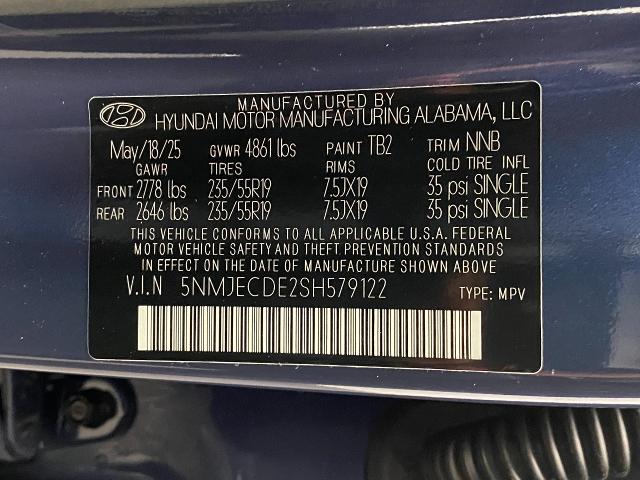 MANUFACTURED BY
HYUNDAI MOTOR MANUFACTURING ALABAMA, LLC
May/18/25 GVWR 4861 lbs PAINT TB2 TRIM NNB
GAWR TIRES RIMS COLD TIRE INFL
FRONT 2778 lbs 235/55R19 7.5JX19 35 psi SINGLE
REAR 2646 lbs 235/55R19 7.5JX19 35 psi SINGLE
THIS VEHICLE CONFORMS TO ALL APPLICABLE U.S.A. FEDERAL
MOTOR VEHICLE SAFETY AND THEFT PREVENTION STANDARDS
IN EFFECT ON THE DATE OF MANUFACTURE SHOWN ABOVE.
V.I.N 5NMJECDE2SH579122 TYPE: MPV